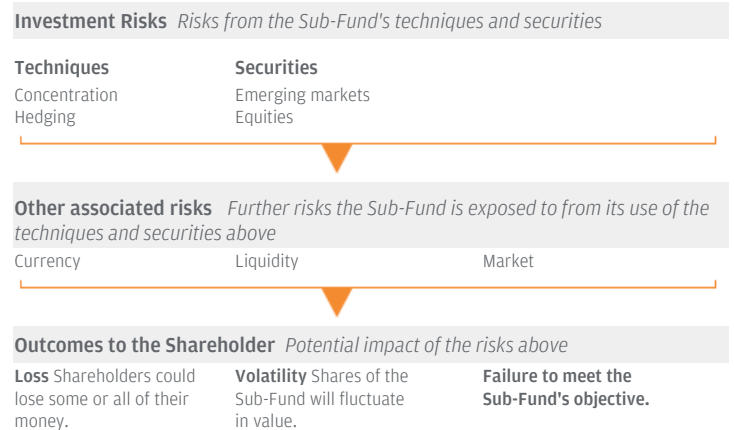 Investment Risks Risks from the Sub-Fund's techniques and securities
Techniques Securities
Concentration Emerging markets
Hedging Equities
Other associated risks Further risks the Sub-Fund is exposed to from its use of the
techniques and securities above
Currency Liquidity Market
Outcomes to the Shareholder Potential impact of the risks above
Loss Shareholders could
lose some or all of their
money.
Volatility Shares of the
Sub-Fund will fluctuate
in value.
Failure to meet the
Sub-Fund's objective.